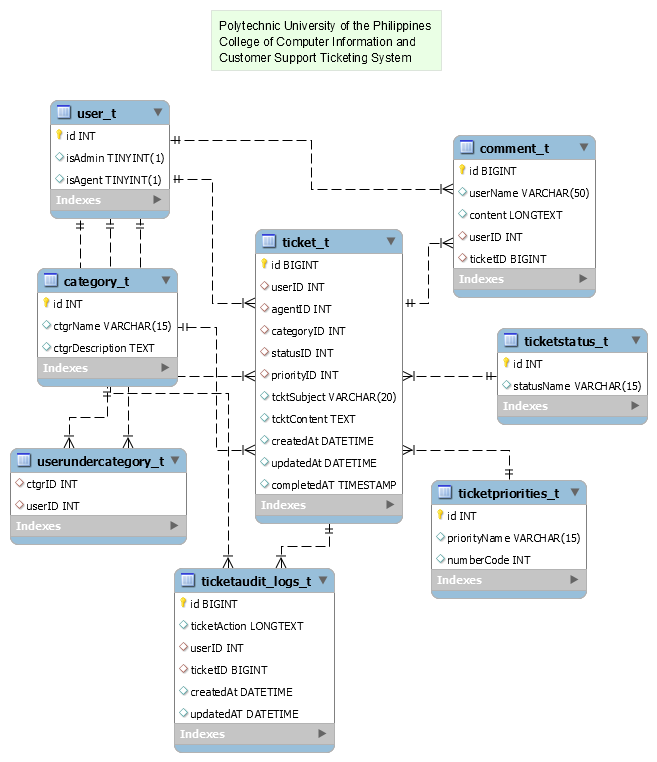 Polytechnic University of the Philippines
College of Computer Information and
Customer Support Ticketing System
user_t
id INT
isAdmin TINYINT(1)
isAgent TINYINT(1)
Indexes
comment_t
id BIGINT
userName VARCHAR(50)
content LONGTEXT
userID INT
ticketID BIGINT
Indexes
ticket_t
id BIGINT
userID INT
agentID INT
categoryID INT
statusID INT
priorityID INT
tcktSubject VARCHAR(20)
tcktContent TEXT
createdAt DATETIME
updatedAt DATETIME
completedAT TIMESTAMP
Indexes
category_t
id INT
ctgrName VARCHAR(15)
ctgrDescription TEXT
Indexes
ticketstatus_t
id INT
statusName VARCHAR(15)
Indexes
userundercategory_t
ctgrID INT
userID INT
Indexes
ticketpriorities_t
id INT
priorityName VARCHAR(15)
numberCode INT
Indexes
ticketaudit_logs_t
id BIGINT
ticketAction LONGTEXT
userID INT
ticketID BIGINT
createdAt DATETIME
updatedAT DATETIME
Indexes